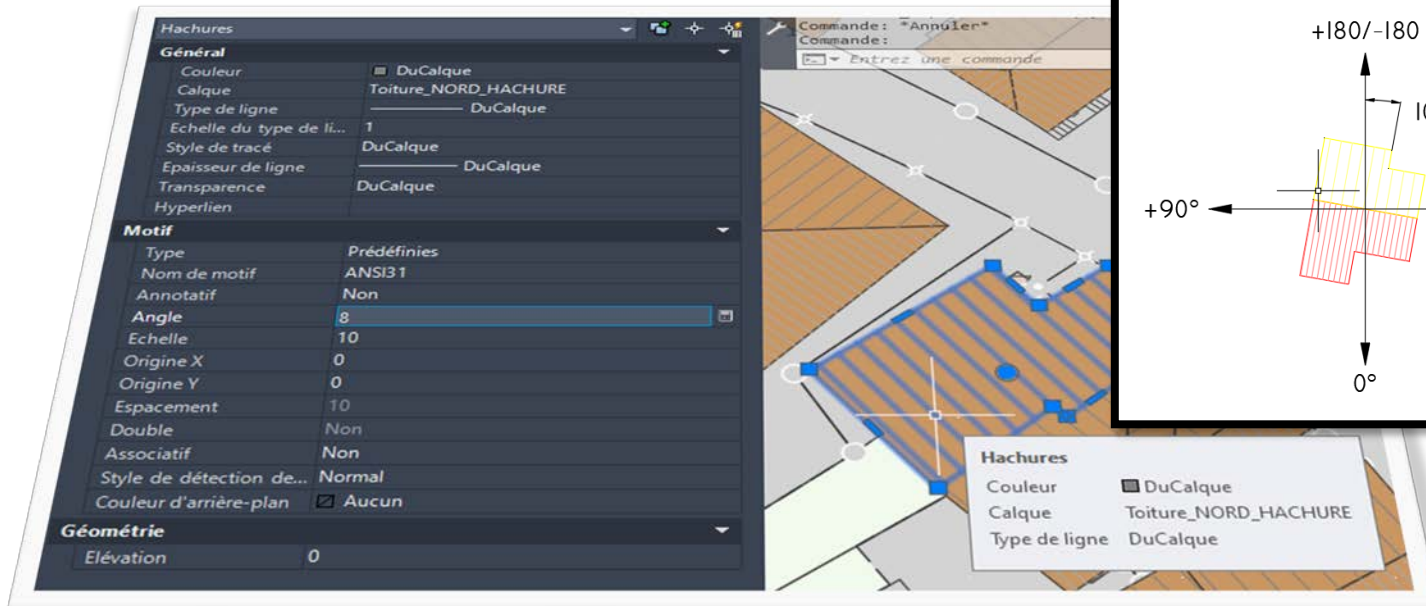 Hachures
Général
Couleur DuCalque
Calque Toiture_NORD_HACHURE
Type de ligne DuCalque
Echelle du type de li... 1
Style de tracé DuCalque
Epaisseur de ligne DuCalque
Transparence DuCalque
Hyperlien
Motif
Type Prédéfinies
Nom de motif ANSI31
Annotatif Non
Angle 8
Echelle 10
Origine X 0
Origine Y 0
Espacement 10
Double Non
Associatif Non
Style de détection de... Normal
Couleur d'arrière-plan Aucun
Géométrie
Elévation 0
Commande: *Annuler*
Commande:
Entrez une commande
Hachures
Couleur DuCalque
Calque Toiture_NORD_HACHURE
Type de ligne DuCalque
+180/-180
+90°
0°